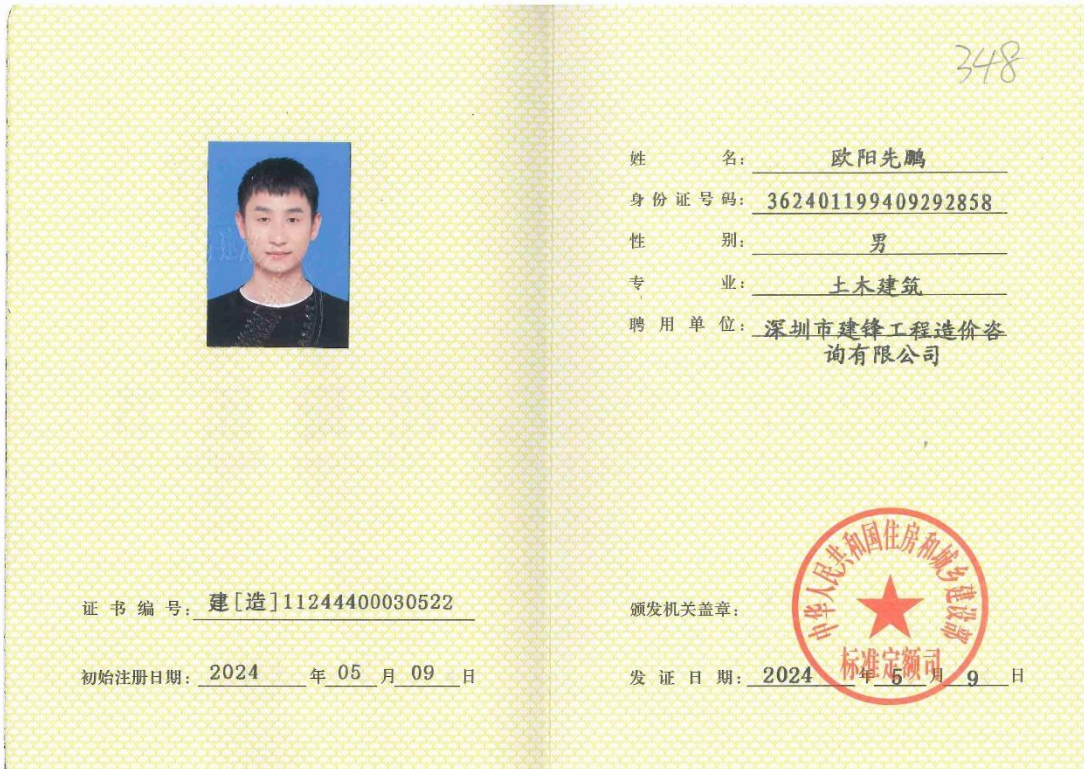 348
姓 名: 欧阳先鹏
身份证号码: 362401199409292858
性 别: 男
专 业: 土木建筑
聘用单位: 深圳市建锋工程造价咨
询有限公司
证书编号: 建[造]11244400030522
初始注册日期: 2024 年 05 月 09 日
颁发机关盖章:
中华人民共和国住房和城乡建设部
标准定额司
发证日期: 2024 年 5 月 9 日